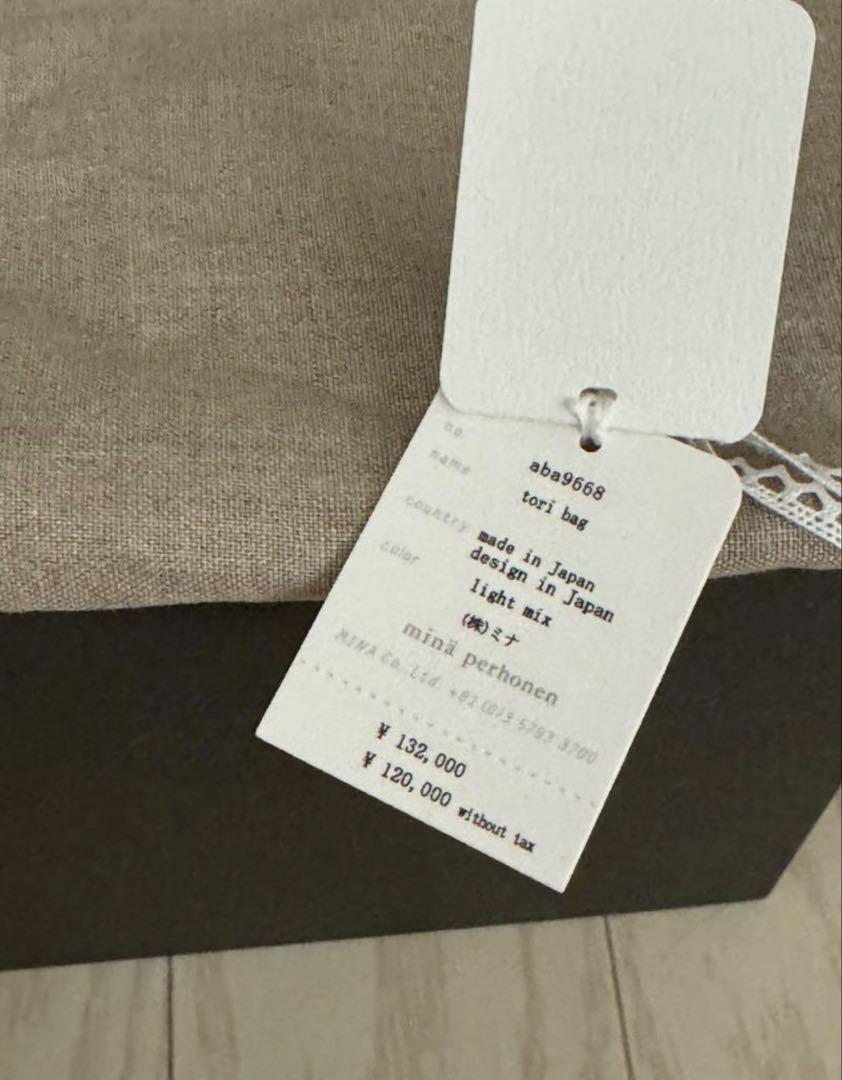 no.
aba9668
name
tori bag
country
made in Japan
design in Japan
color
light mix
(株)ミナ
minä perhonen
MINA Co.,Ltd. +81(0)3 5793 3700
¥ 132,000
¥ 120,000 without tax